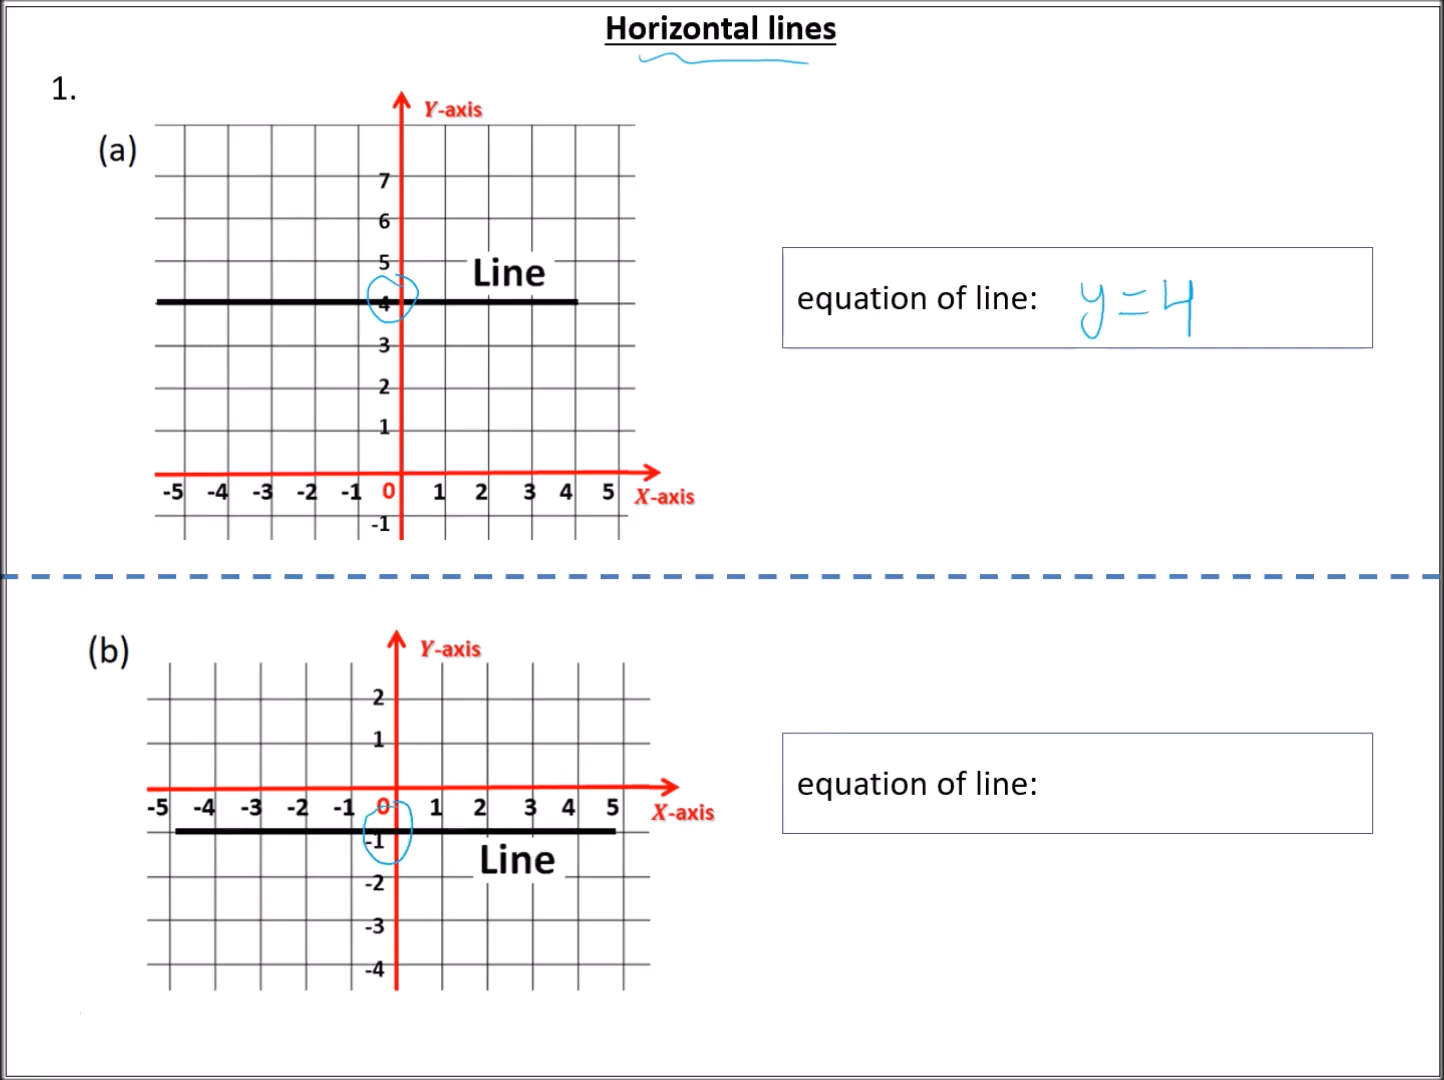 Horizontal lines
1.
(a)
Y-axis
7
6
5
Line
4
3
2
1
-5 -4 -3 -2 -1 0 1 2 3 4 5 X-axis
-1
equation of line: y=4
(b)
Y-axis
2
1
-5 -4 -3 -2 -1 0 1 2 3 4 5 X-axis
-1
Line
-2
-3
-4
equation of line: